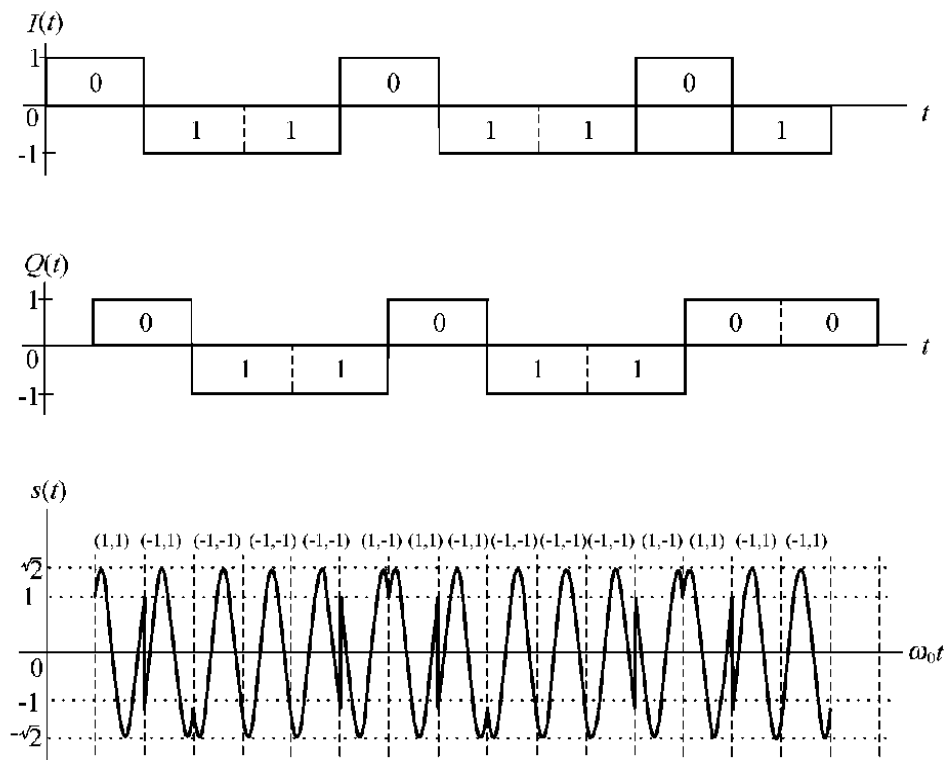 I(t)
1
0 0 0
0 t
1 1 1 1 1
-1
Q(t)
1
0 0 0 0
0 t
1 1 1 1
-1
s(t)
(1,1) (-1,1) (-1,-1) (-1,-1) (-1,-1) (1,-1) (1,1) (-1,1) (-1,-1) (-1,-1) (-1,-1) (1,-1) (1,1) (-1,1) (-1,1)
√2
1
0 ω₀t
-1
-√2